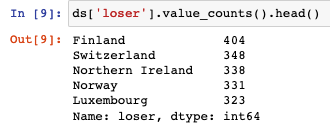 In [9]: ds['loser'].value_counts().head()
Out[9]: Finland 404
Switzerland 348
Northern Ireland 338
Norway 331
Luxembourg 323
Name: loser, dtype: int64